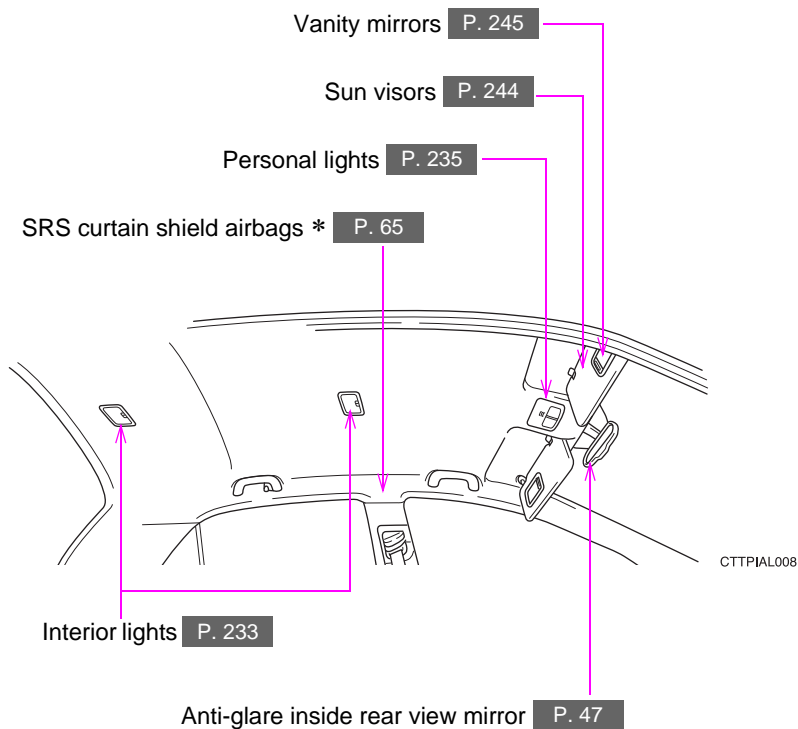 Vanity mirrors P. 245
Sun visors P. 244
Personal lights P. 235
SRS curtain shield airbags * P. 65
CTTPIAL008
Interior lights P. 233
Anti-glare inside rear view mirror P. 47